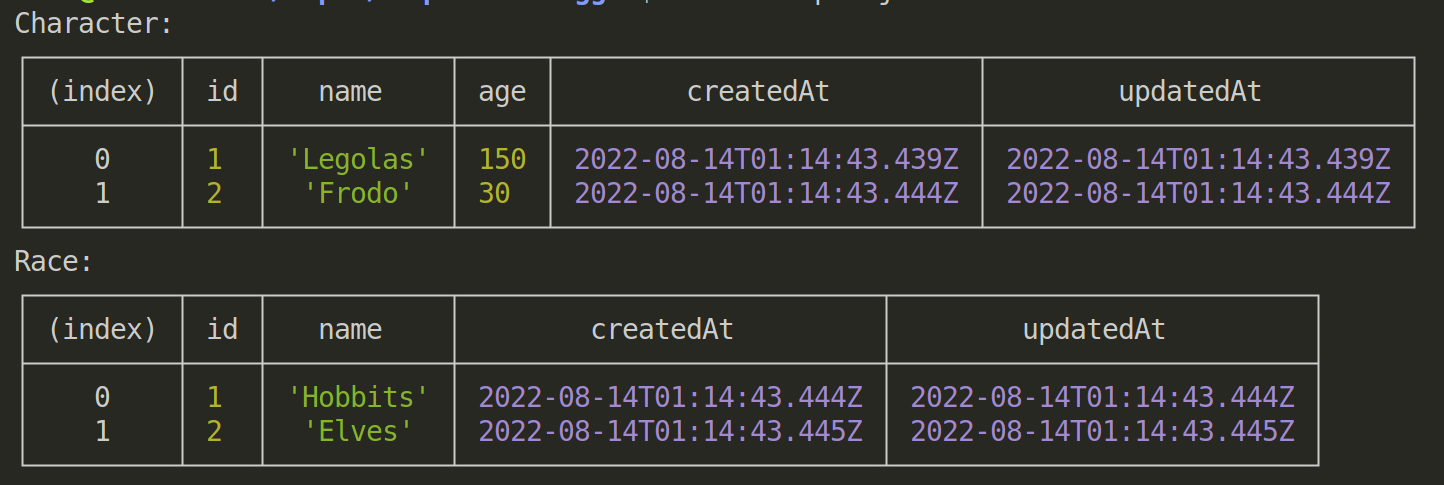 Character:
(index) id name age createdAt updatedAt
0 1 'Legolas' 150 2022-08-14T01:14:43.439Z 2022-08-14T01:14:43.439Z
1 2 'Frodo' 30 2022-08-14T01:14:43.444Z 2022-08-14T01:14:43.444Z
Race:
(index) id name createdAt updatedAt
0 1 'Hobbits' 2022-08-14T01:14:43.444Z 2022-08-14T01:14:43.444Z
1 2 'Elves' 2022-08-14T01:14:43.445Z 2022-08-14T01:14:43.445Z